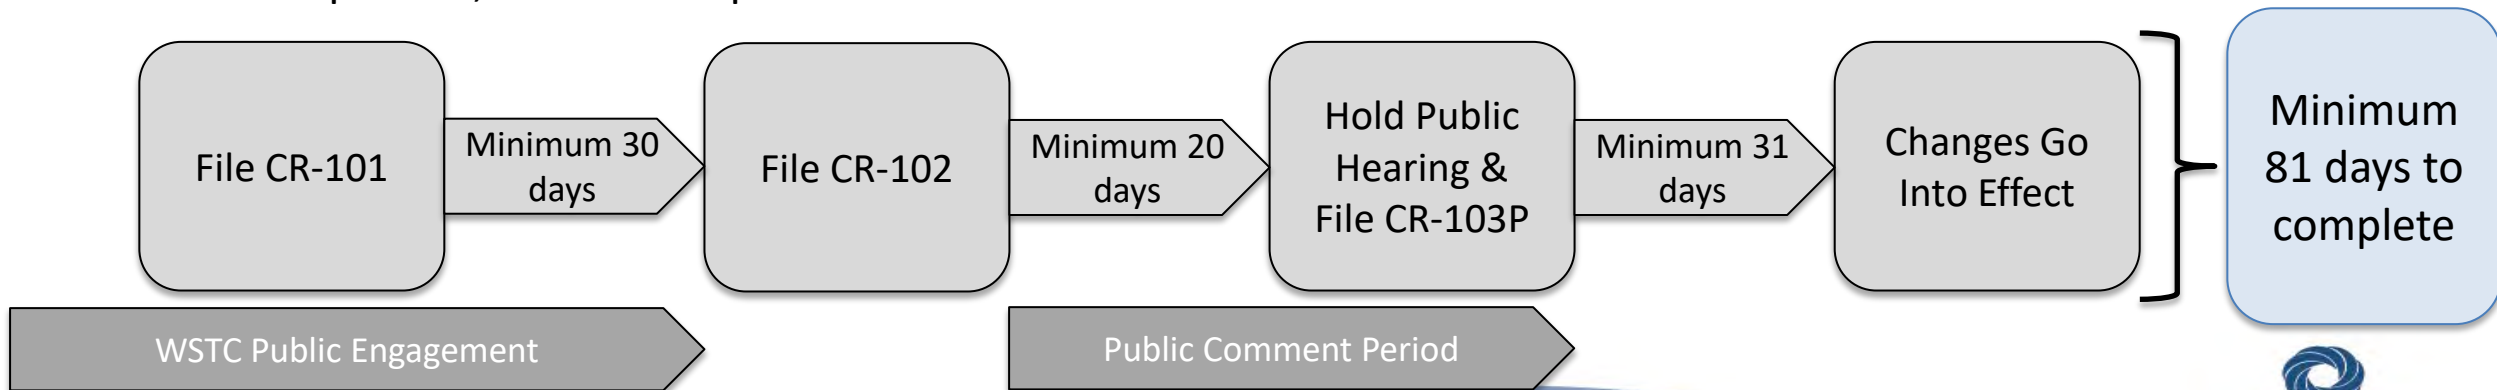 File CR-101
Minimum 30
days
File CR-102
Minimum 20
days
Hold Public
Hearing &
File CR-103P
Minimum 31
days
Changes Go
Into Effect
Minimum
81 days to
complete
WSTC Public Engagement
Public Comment Period